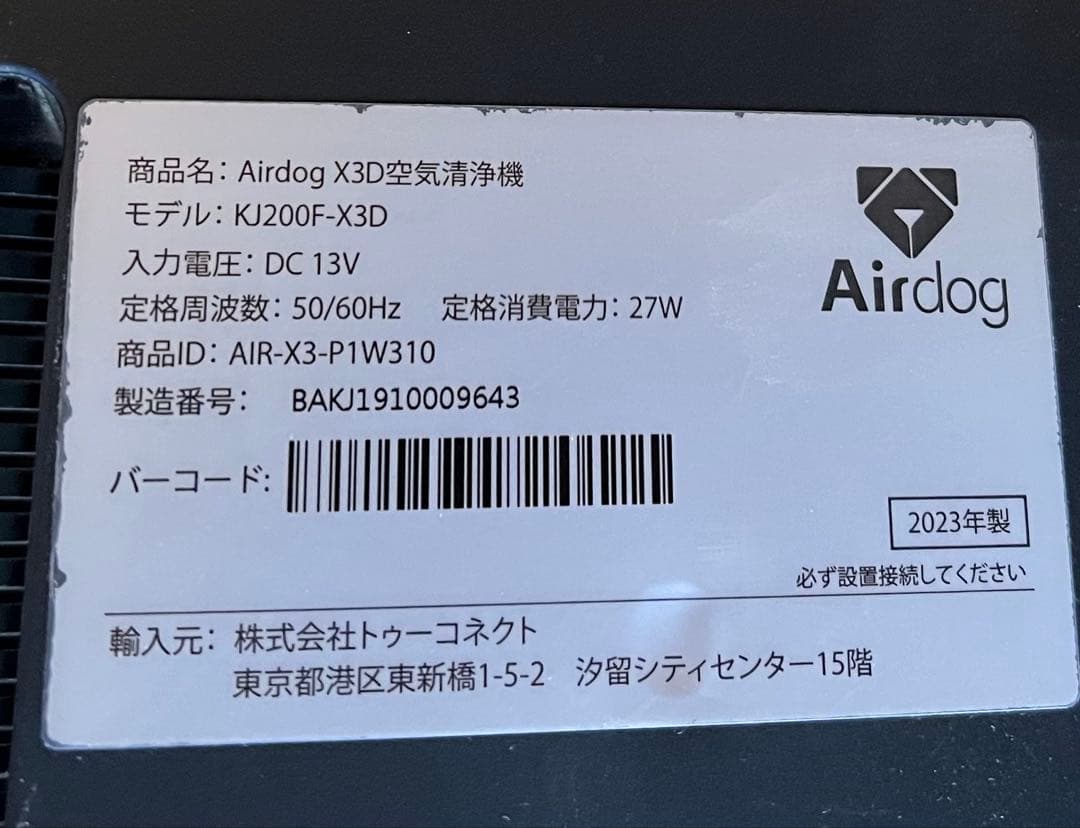 商品名：Airdog X3D空気清浄機
モデル：KJ200F-X3D
入力電圧：DC 13V
定格周波数：50/60Hz 定格消費電力：27W
商品ID：AIR-X3-P1W310
製造番号： BAKJ1910009643
バーコード:
Airdog
2023年製
必ず設置接続してください
輸入元：株式会社トゥーコネクト
東京都港区東新橋1-5-2 汐留シティセンター15階